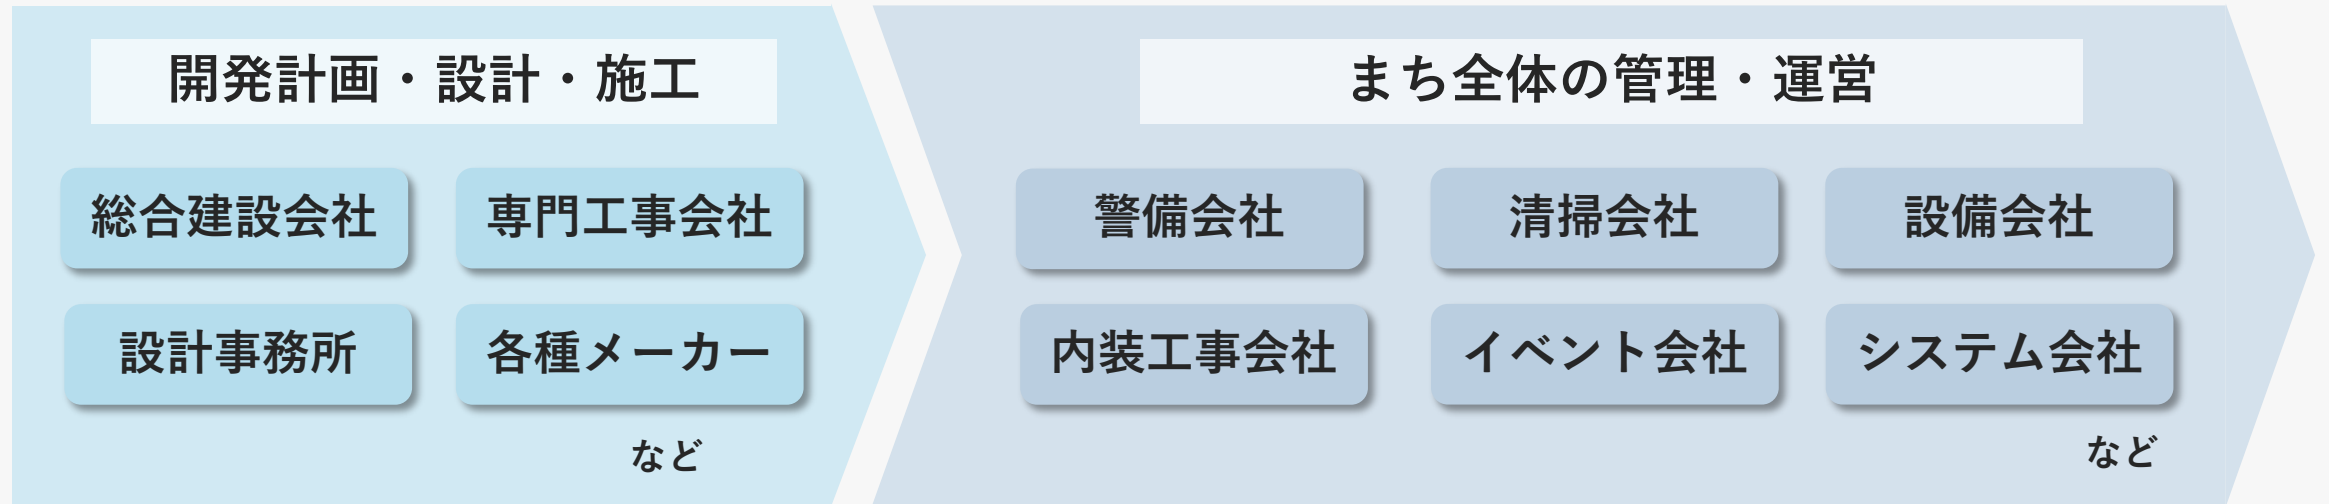 開発計画・設計・施工
総合建設会社
専門工事会社
設計事務所
各種メーカー
など
まち全体の管理・運営
警備会社
清掃会社
設備会社
内装工事会社
イベント会社
システム会社
など